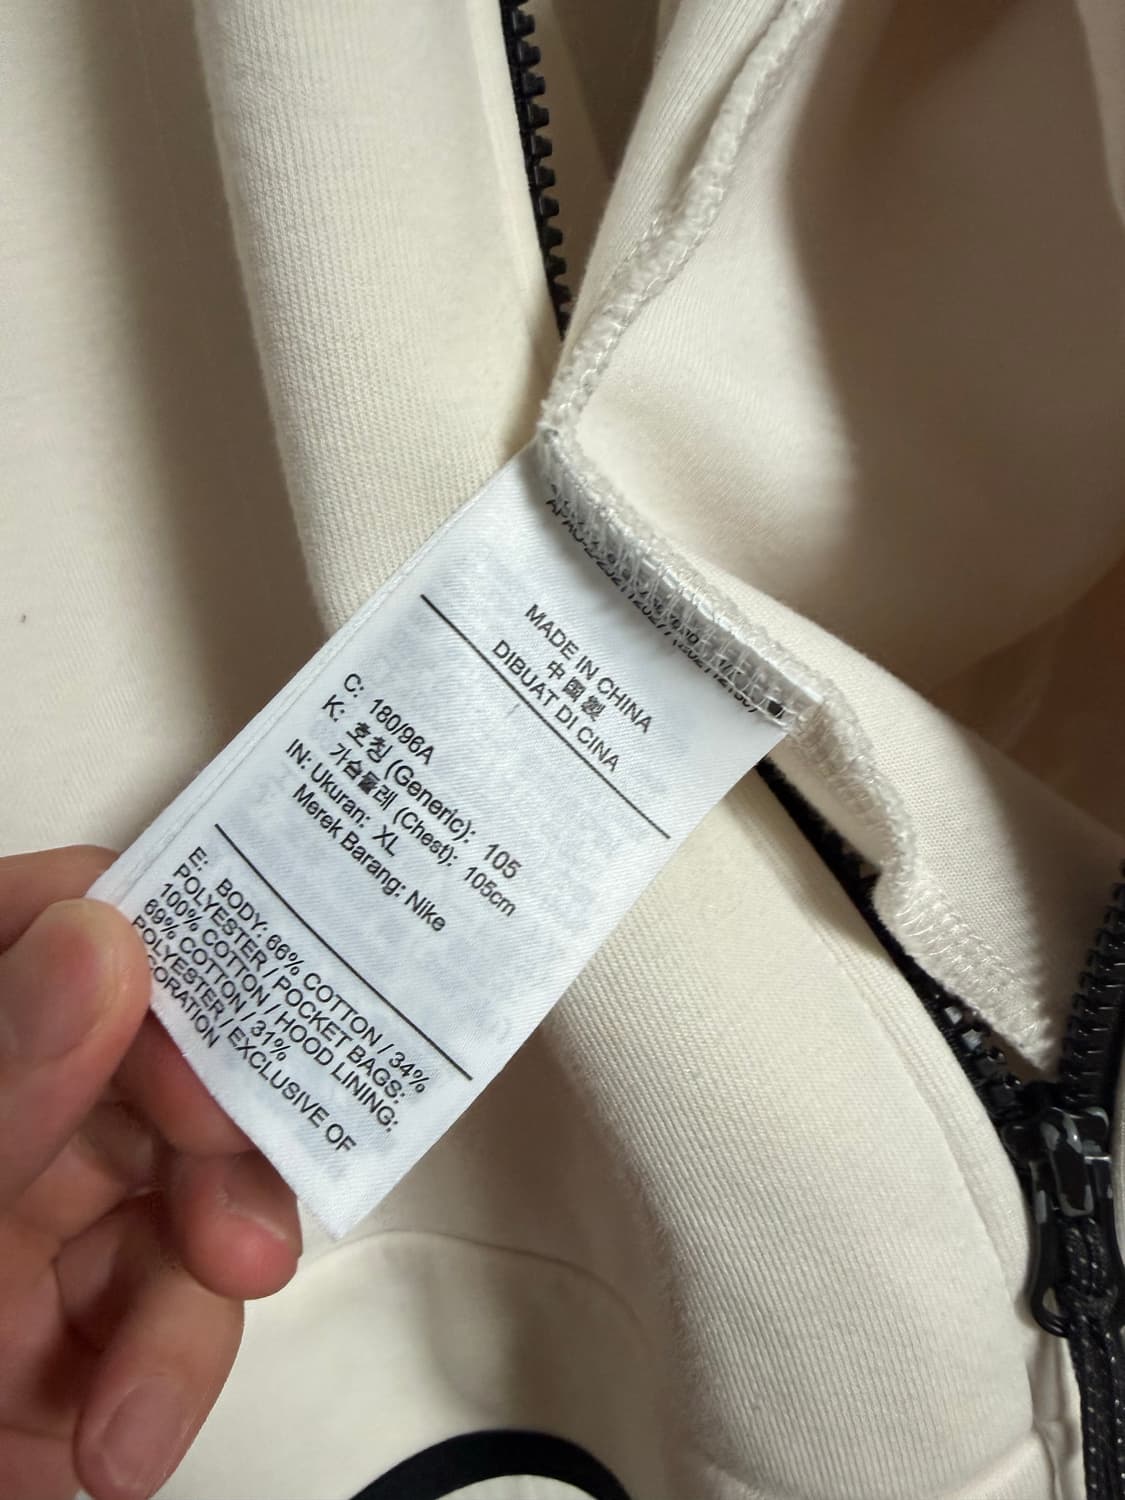 MADE IN CHINA
中國製
DIBUAT DI CINA
C: 180/96A
K: 호칭 (Generic): 105
가슴둘레 (Chest): 105cm
IN: Ukuran: XL
Merek Barang: Nike
E: BODY: 66% COTTON / 34%
POLYESTER / POCKET BAGS:
100% COTTON / HOOD LINING:
69% COTTON / 31%
POLYESTER / EXCLUSIVE OF